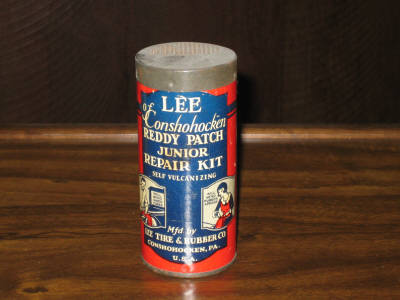 LEE
of Conshohocken
REDDY PATCH
JUNIOR
REPAIR KIT
SELF VULCANIZING
Mfd by
LEE TIRE & RUBBER CO
CONSHOHOCKEN, PA.
U.S.A.